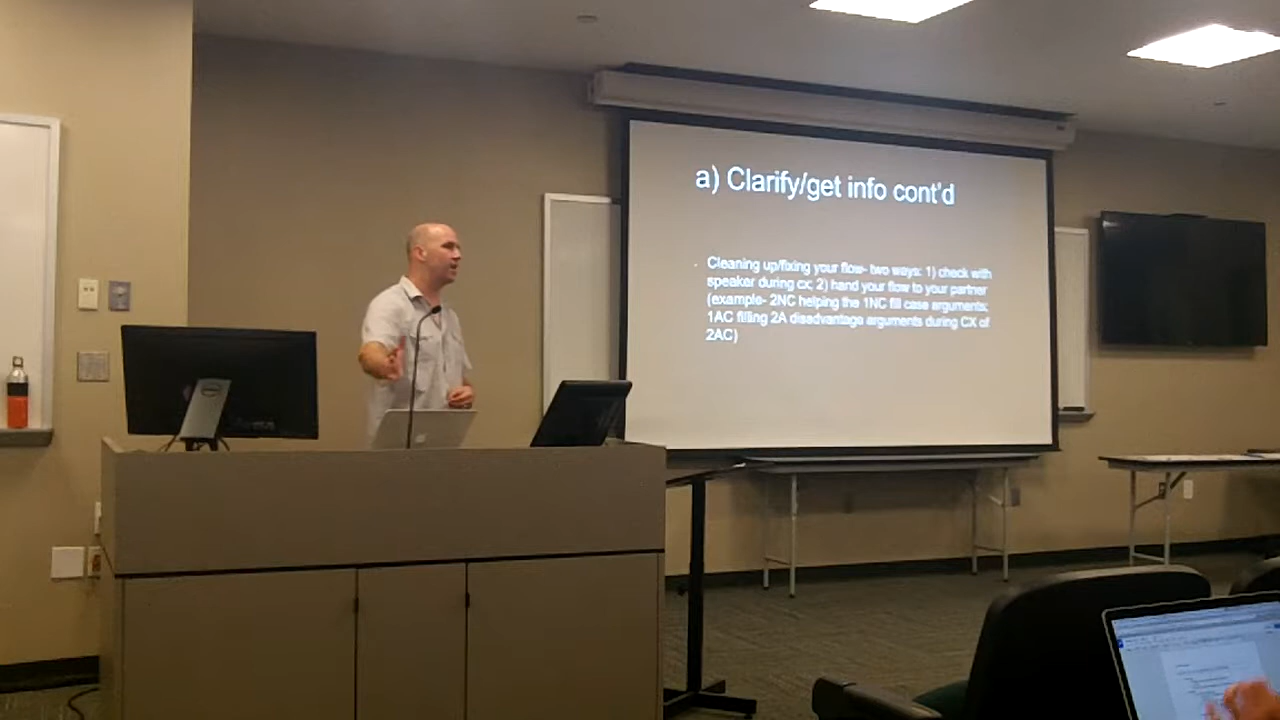 a) Clarify/get info cont'd
Cleaning up/fixing your flow- two ways: 1) check with
speaker during cx; 2) hand your flow to your partner
(example- 2NC helping the 1NC fill case arguments;
1AC filling 2A disadvantage arguments during CX of
2AC)